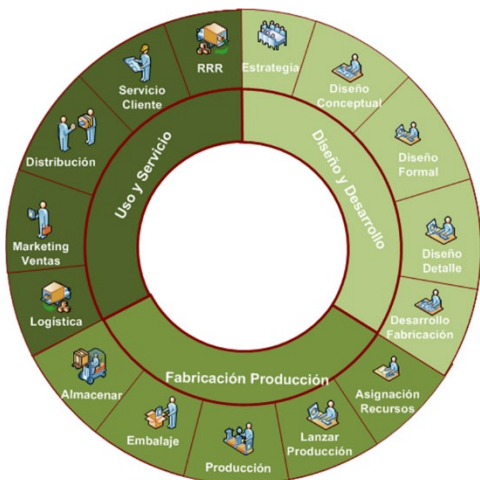 Estrategia
Diseño
Conceptual
Diseño
Formal
Diseño
Detalle
Desarrollo
Fabricación
Asignación
Recursos
Lanzar
Producción
Producción
Embalaje
Almacenar
Logística
Marketing
Ventas
Distribución
Servicio
Cliente
RRR
Diseño y Desarrollo
Fabricación Producción
Uso y Servicio